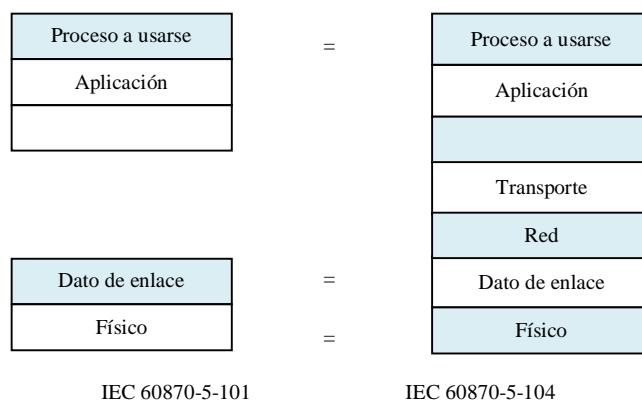 Proceso a usarse = Proceso a usarse
Aplicación Aplicación
Transporte
Red
Dato de enlace = Dato de enlace
Físico = Físico
IEC 60870-5-101 IEC 60870-5-104